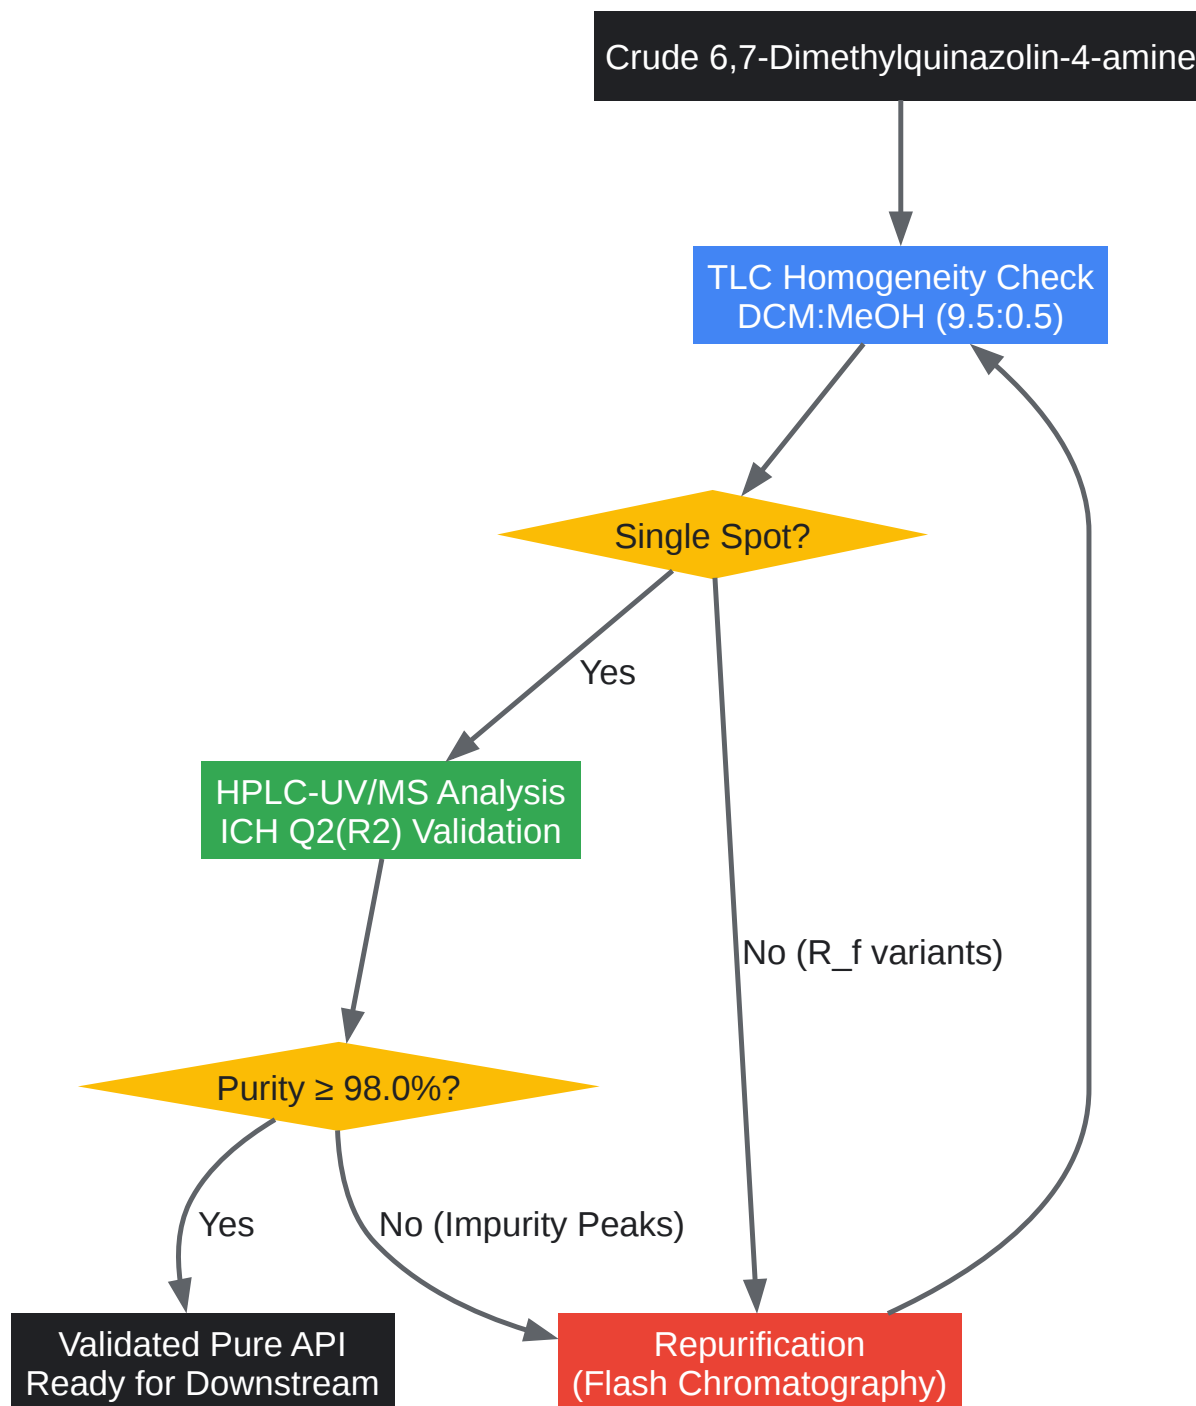 Crude 6,7-Dimethylquinazolin-4-amine
TLC Homogeneity Check
DCM:MeOH (9.5:0.5)
Single Spot?
Yes
HPLC-UV/MS Analysis
ICH Q2(R2) Validation
No (R_f variants)
Purity ≥ 98.0%?
Yes
No (Impurity Peaks)
Validated Pure API
Ready for Downstream
Repurification
(Flash Chromatography)